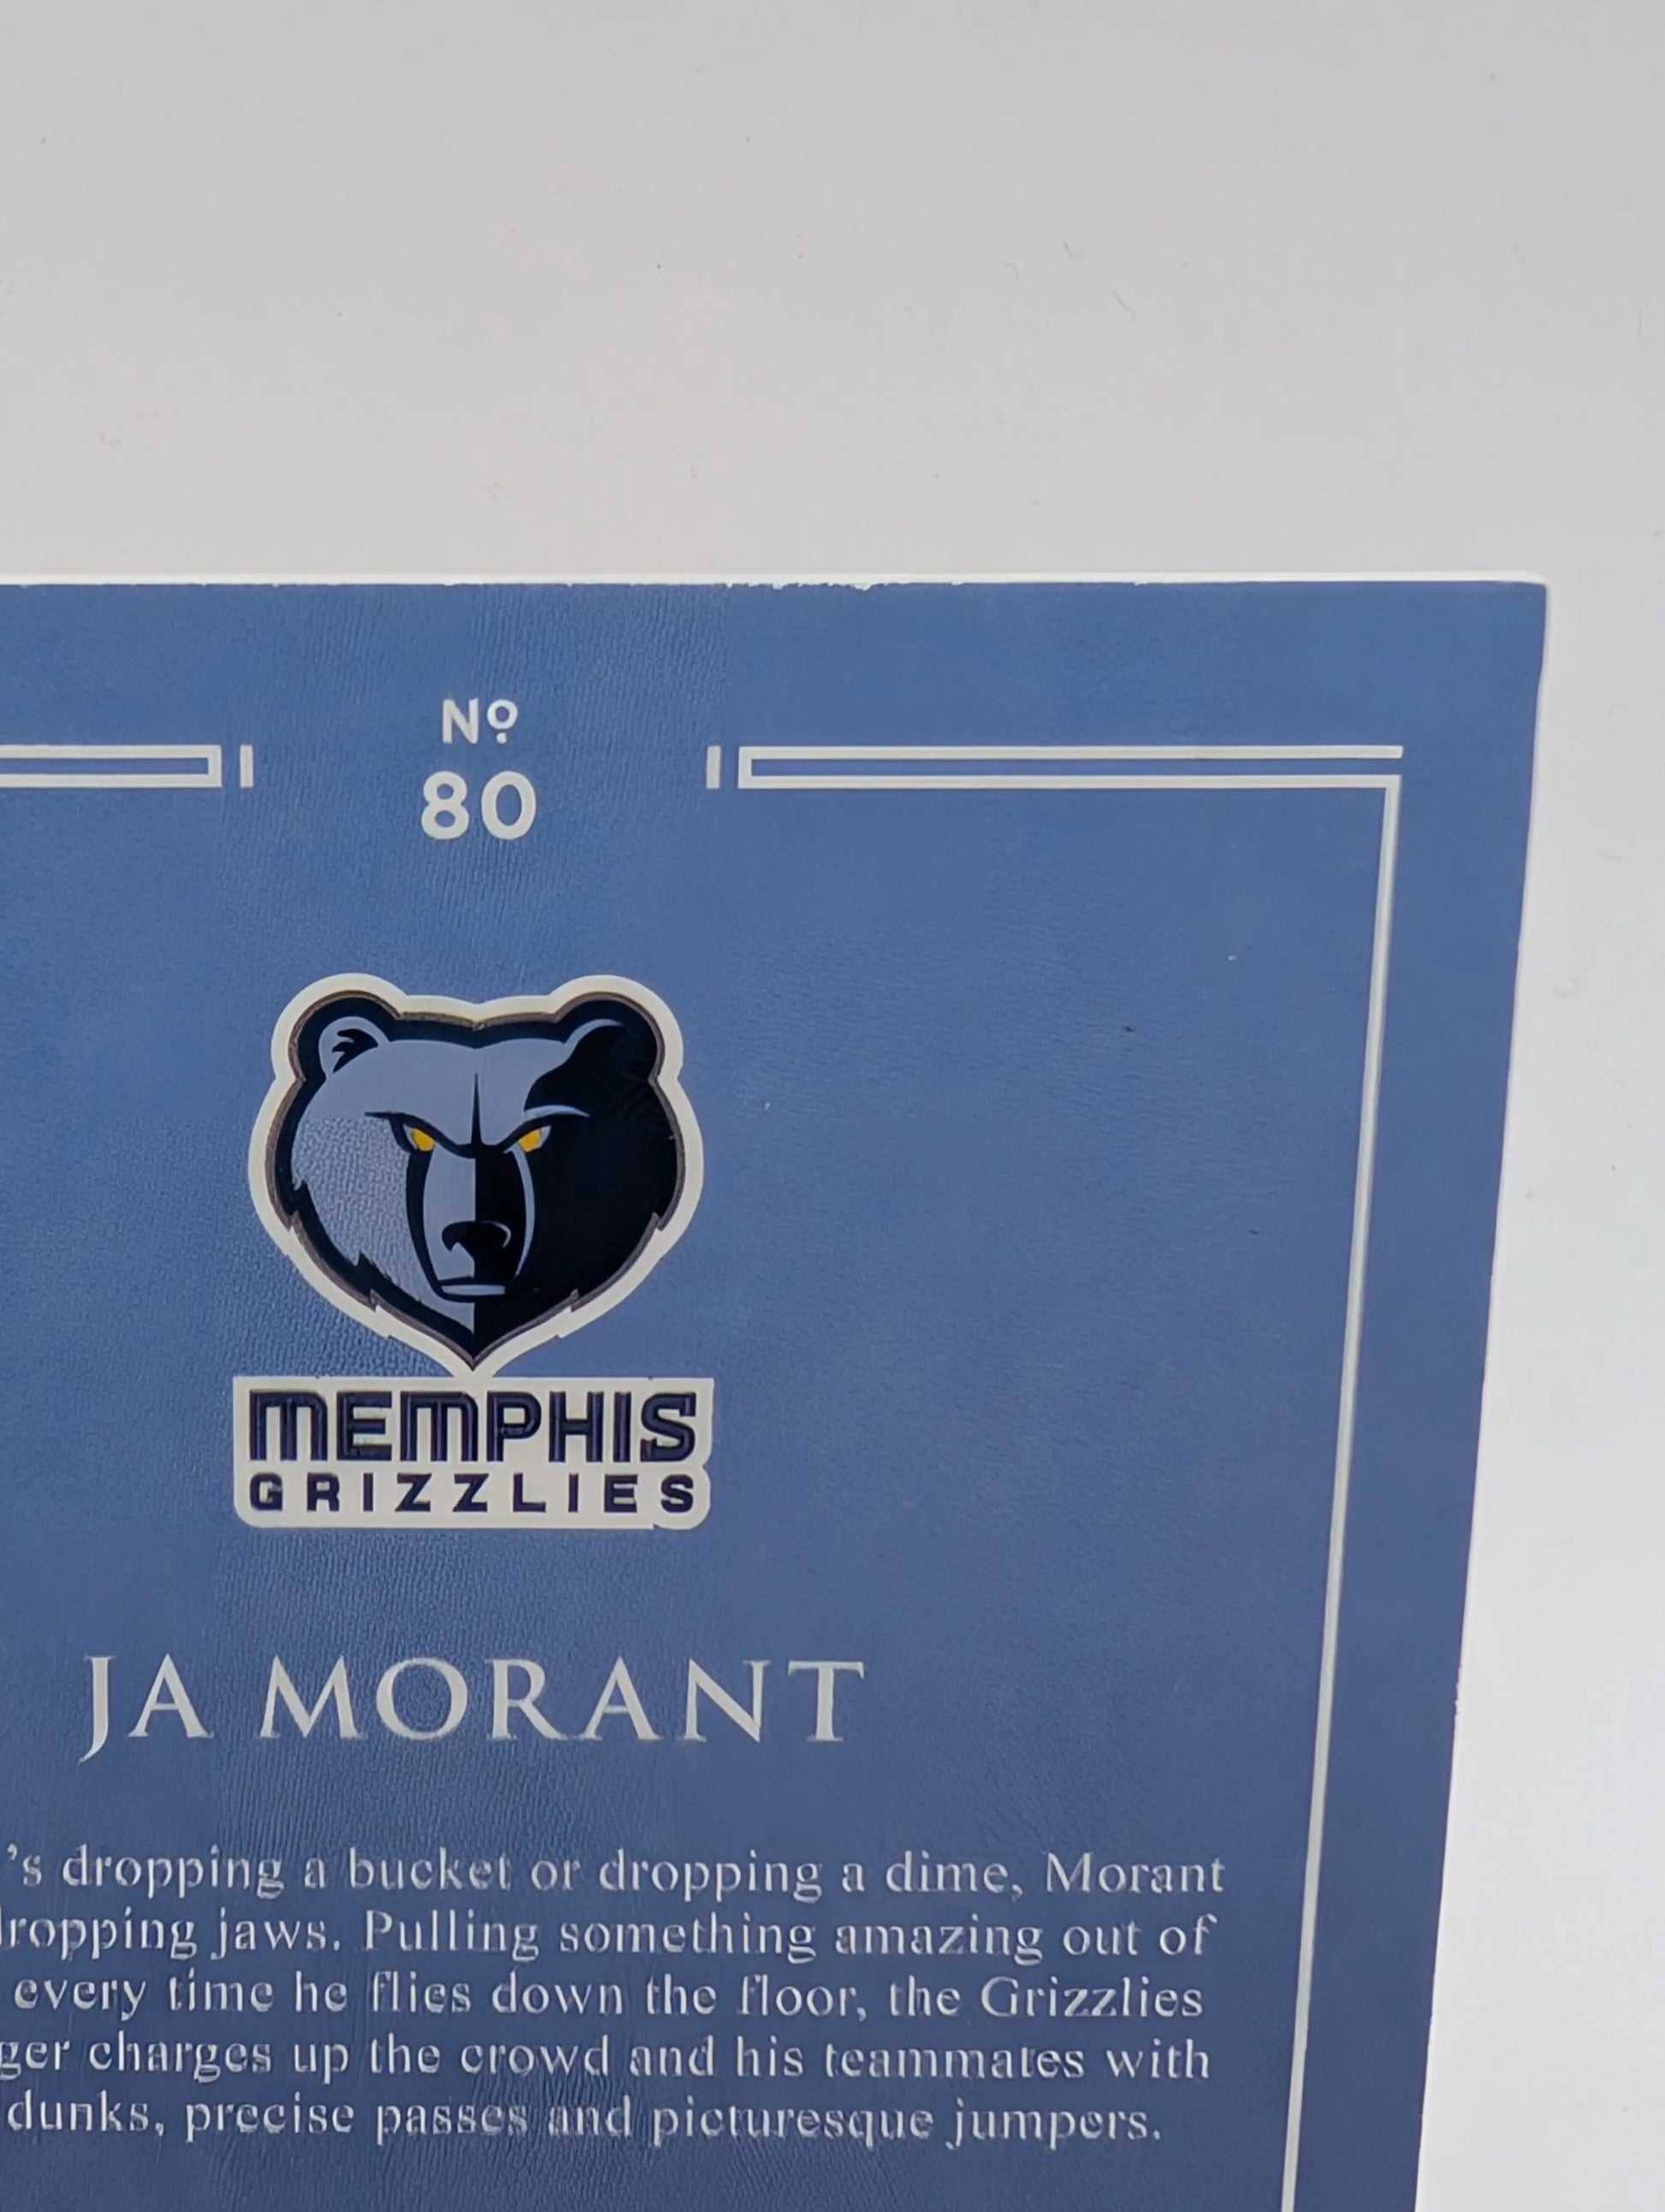 Nº
80
MEMPHIS
GRIZZLIES
JA MORANT
's dropping a bucket or dropping a dime, Morant
dropping jaws. Pulling something amazing out of
every time he flies down the floor, the Grizzlies
ger charges up the crowd and his teammates with
dunks, precise passes and picturesque jumpers.